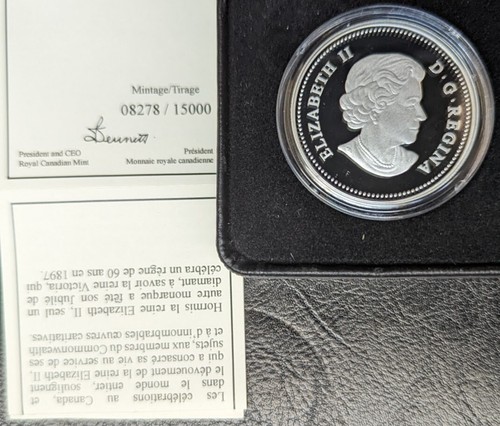 Mintage/Tirage
08278 / 15000
Bennett
President and CEO
Royal Canadian Mint
Président
Monnaie royale canadienne
ELIZABETH II D·G·REGINA
Les célébrations au Canada, et
dans le monde entier, soulignent
le dévouement de la reine Elizabeth II,
qui a consacré sa vie au service de ses
sujets, aux membres du Commonwealth
et à d'innombrables œuvres caritatives.
Hormis la reine Elizabeth II, seul un
autre monarque a fêté son Jubilé de
diamant, à savoir la reine Victoria, qui
célébra un règne de 60 ans en 1897.